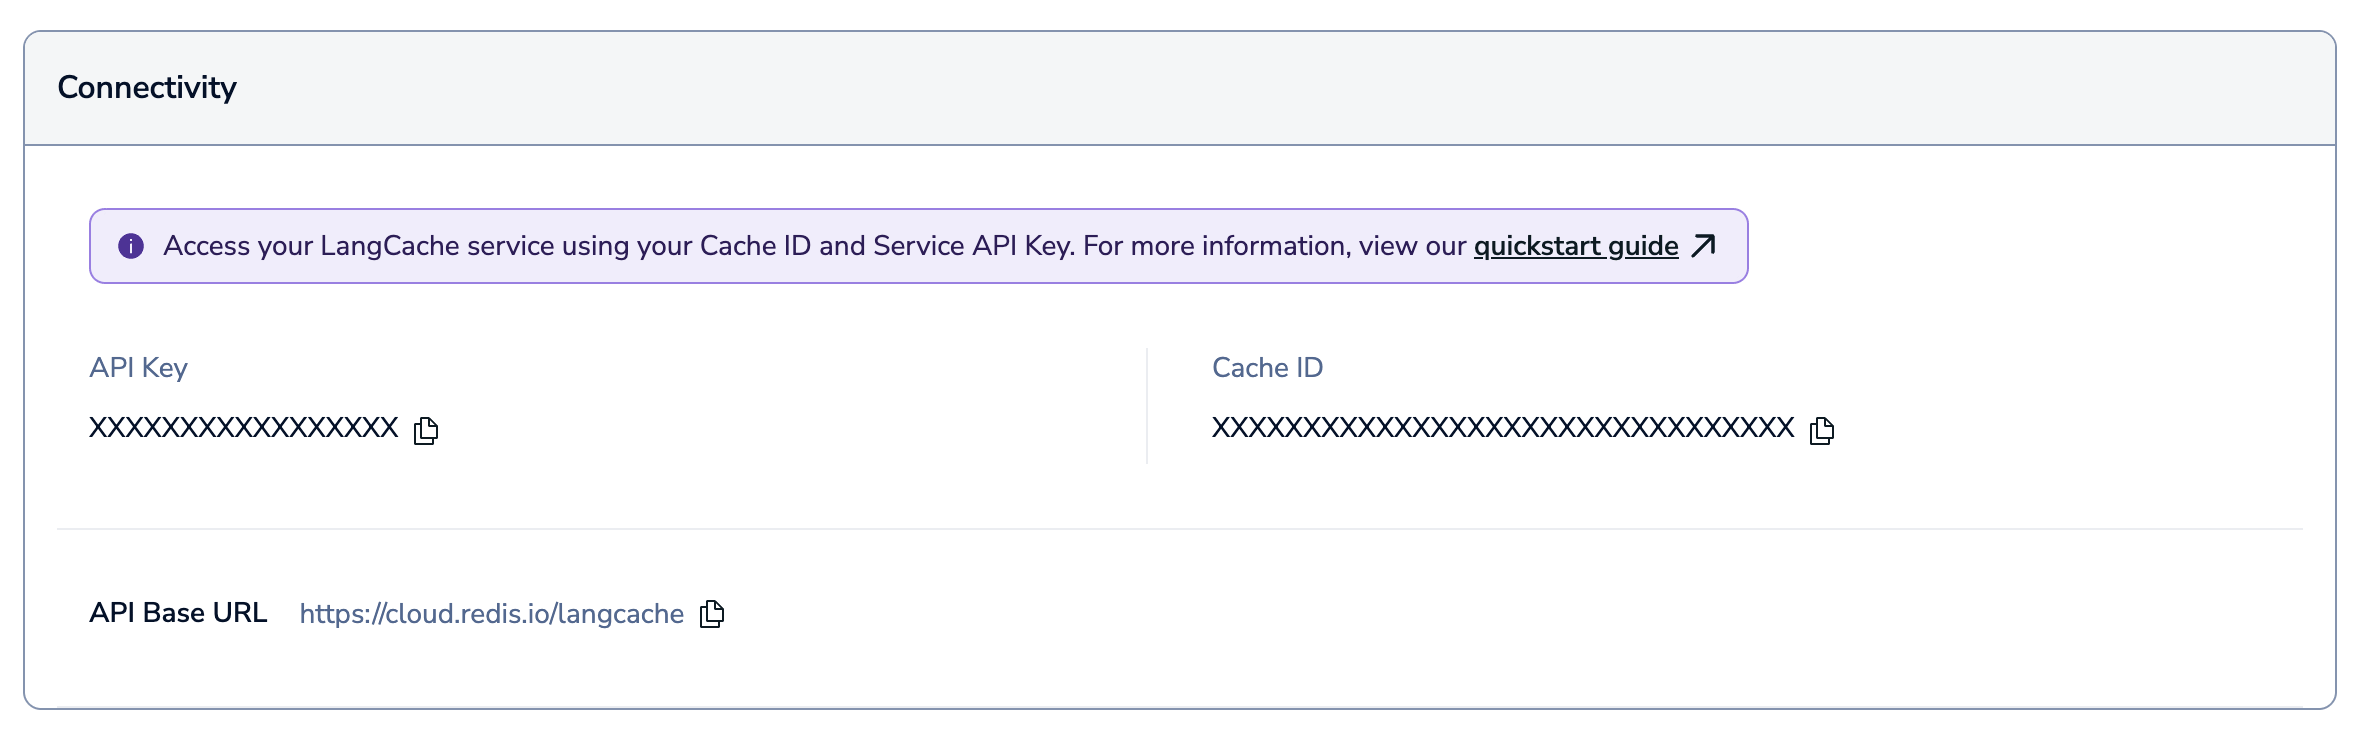 Connectivity
Access your LangCache service using your Cache ID and Service API Key. For more information, view our quickstart guide
API Key
XXXXXXXXXXXXXXXXX
Cache ID
XXXXXXXXXXXXXXXXXXXXXXXXXXXXXXXX
API Base URL https://cloud.redis.io/langcache